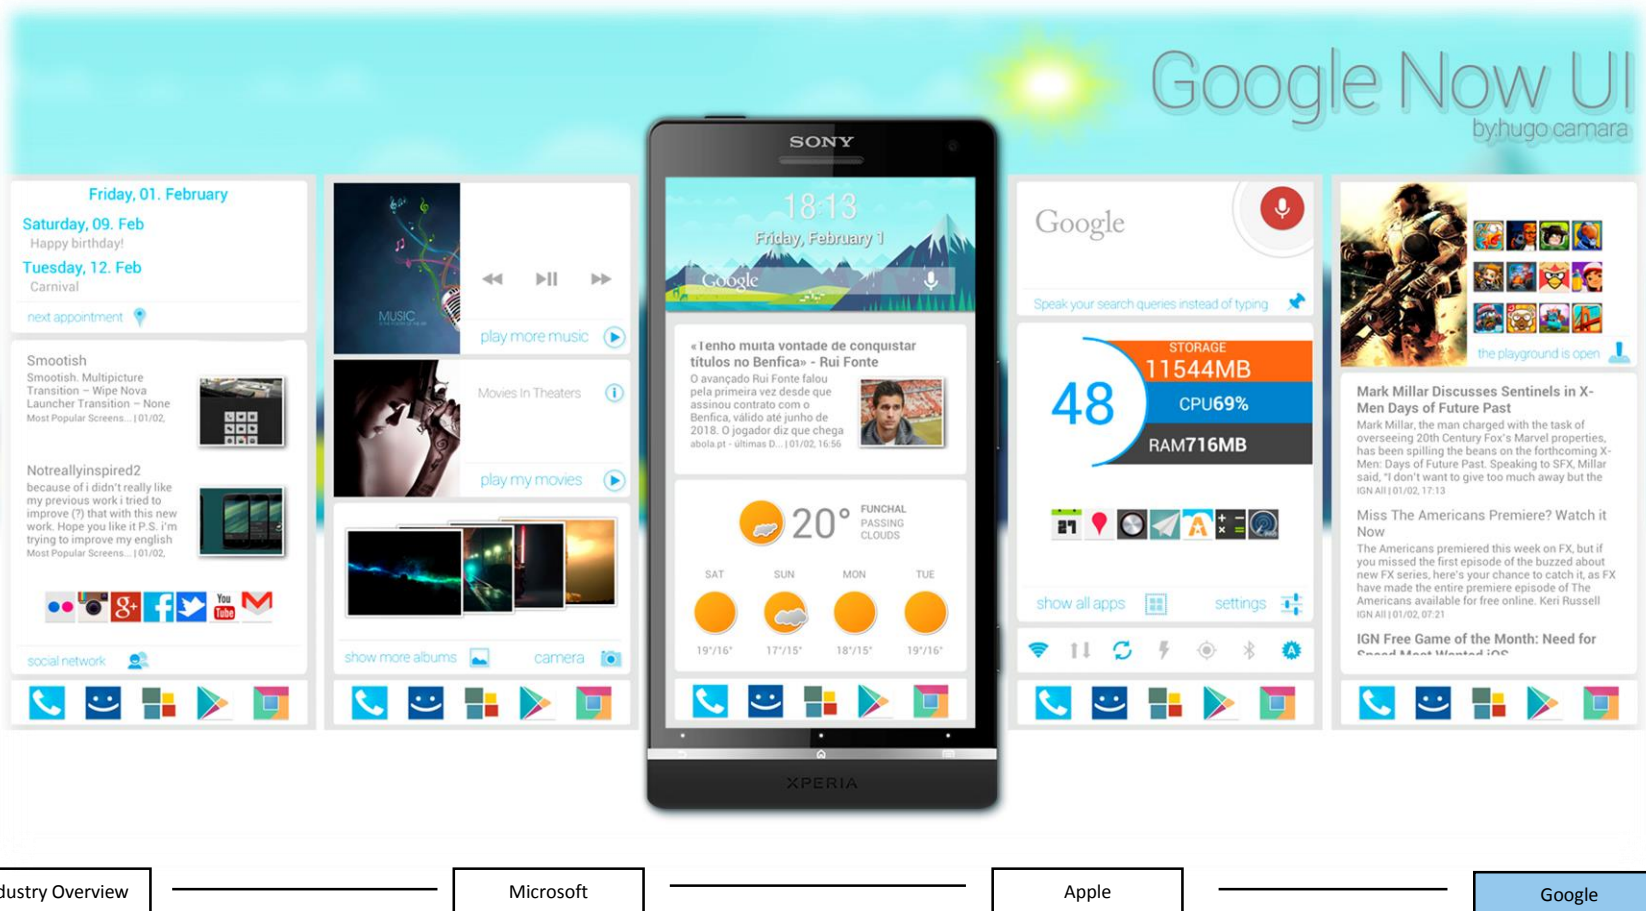 Google Now UI
by:hugo camara
Friday, 01. February
Saturday, 09. Feb
Happy birthday!
Tuesday, 12. Feb
Carnival
next appointment
Smootish
Smootish. Multipicture
Transition – Wipe Nova
Launcher Transition – None
Most Popular Screens... | 01/02,
Notreallyinspired2
because of i didn't really like
my previous work i tried to
improve (?) that with this new
work. Hope you like it P.S. i'm
trying to improve my english
Most Popular Screens... | 01/02,
g+
You
Tube
social network
MUSIC
play more music
Movies In Theaters
play my movies
show more albums
camera
SONY
18:13
Friday, February 1
Google
«Tenho muita vontade de conquistar
títulos no Benfica» - Rui Fonte
O avançado Rui Fonte falou
pela primeira vez desde que
assinou contrato com o
Benfica, válido até junho de
2018. O jogador diz que chega
abola.pt - últimas D... | 01/02, 16:56
20°
FUNCHAL
PASSING
CLOUDS
SAT SUN MON TUE
19°/16° 17°/15° 18°/15° 19°/16°
XPERIA
Google
Speak your search queries instead of typing
48
STORAGE
11544MB
CPU69%
RAM716MB
27
show all apps
settings
the playground is open
Mark Millar Discusses Sentinels in X-
Men Days of Future Past
Mark Millar, the man charged with the task of
overseeing 20th Century Fox's Marvel properties,
has been spilling the beans on the forthcoming X-
Men: Days of Future Past. Speaking to SFX, Millar
said, "I don't want to give too much away but the
IGN All | 01/02, 17:13
Miss The Americans Premiere? Watch it
Now
The Americans premiered this week on FX, but if
you missed the first episode of the buzzed about
new FX series, here's your chance to catch it, as FX
have made the entire premiere episode of The
Americans available for free online. Keri Russell
IGN All | 01/02, 07:21
IGN Free Game of the Month: Need for
Speed Most Wanted iOS
dustry Overview
Microsoft
Apple
Google